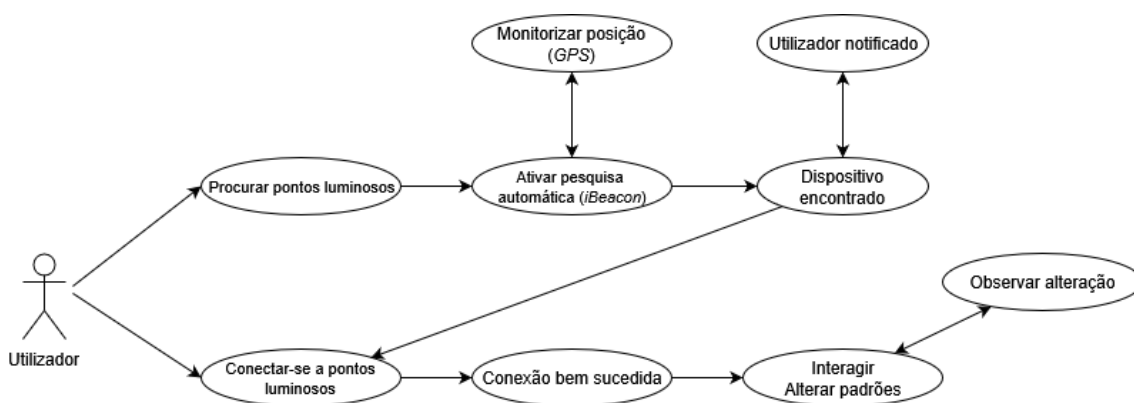 Monitorizar posição
(GPS)
Utilizador notificado
Procurar pontos luminosos
Ativar pesquisa
automática (iBeacon)
Dispositivo
encontrado
Observar alteração
Utilizador
Conectar-se a pontos
luminosos
Conexão bem sucedida
Interagir
Alterar padrões